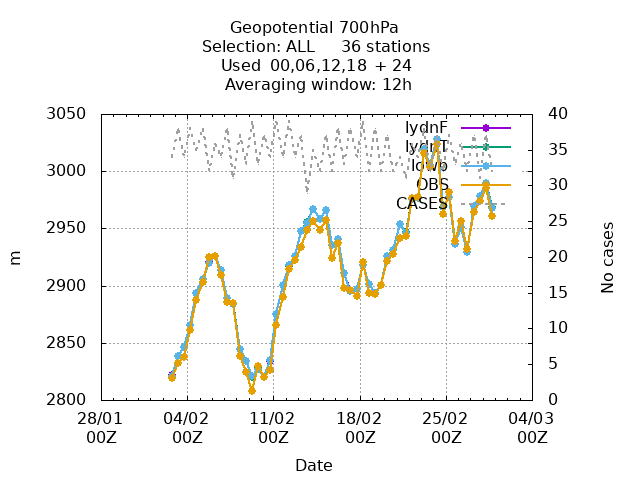 Geopotential 700hPa
Selection: ALL 36 stations
Used 00,06,12,18 + 24
Averaging window: 12h
3050
3000
2950
2900
2850
2800
m
40
35
30
25
20
15
10
5
0
No cases
lydnF
lydnT
lowb
OBS
CASES
28/01 04/02 11/02 18/02 25/02 04/03
00Z 00Z 00Z 00Z 00Z 00Z
Date